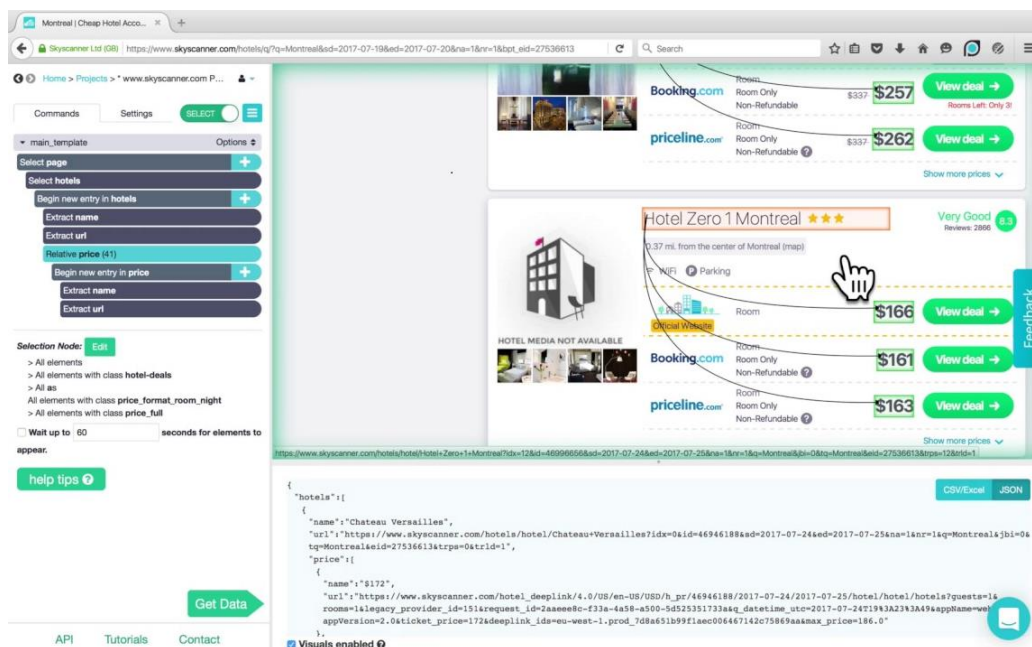 Montreal | Cheap Hotel Acco...
Skyscanner Ltd (GB) https://www.skyscanner.com/hotels/q/?q=Montreal&sd=2017-07-19&ed=2017-07-20&na=1&nr=1&bpt_eid=27536613
Search
Home > Projects > * www.skyscanner.com P...
Commands Settings SELECT
main_template Options
Select page
Select hotels
Begin new entry in hotels
Extract name
Extract url
Relative price (41)
Begin new entry in price
Extract name
Extract url
Selection Node: Edit
> All elements
> All elements with class hotel-deals
> All as
All elements with class price_format_room_night
> All elements with class price_full
Wait up to 60 seconds for elements to
appear.
help tips
Get Data
API Tutorials Contact
Booking.com
Room
Room Only
Non-Refundable
$337 $257
View deal
Rooms Left: Only 3!
priceline.com
Room
Room Only
Non-Refundable
$337 $262
View deal
Show more prices
Hotel Zero 1 Montreal
Very Good 8.3
Reviews: 2866
0.37 mi. from the center of Montreal (map)
WiFi P Parking
HOTEL MEDIA NOT AVAILABLE
Official Website
Room
$166
View deal
Booking.com
Room
Room Only
Non-Refundable
$161
View deal
priceline.com
Room
Room Only
Non-Refundable
$163
View deal
Show more prices
Feedback
https://www.skyscanner.com/hotels/hotel/Hotel+Zero+1+Montreal?idx=12&id=46996656&sd=2017-07-24&ed=2017-07-25&na=1&nr=1&q=Montreal&jbi=0&tq=Montreal&eid=27536613&trps=12&trld=1
CSV/Excel JSON
{
"hotels":[
{
"name":"Chateau Versailles",
"url":"https://www.skyscanner.com/hotels/hotel/Chateau+Versailles?idx=0&id=46946188&sd=2017-07-24&ed=2017-07-25&na=1&nr=1&q=Montreal&jbi=0&
tq=Montreal&eid=27536613&trps=0&trld=1",
"price":[
{
"name":"$172",
"url":"https://www.skyscanner.com/hotel_deeplink/4.0/US/en-US/USD/h_pr/46946188/2017-07-24/2017-07-25/hotel/hotel/hotels?guests=1&
rooms=1&legacy_provider_id=151&request_id=2aaeee8c-f33a-4a58-a500-5d525351733a&q_datetime_utc=2017-07-24T19%3A23%3A49&appName=web
appVersion=2.0&ticket_price=172&deeplink_ids=eu-west-1.prod_7d8a651b99f1aec006467142c75869aa&max_price=186.0"
},
Visuals enabled